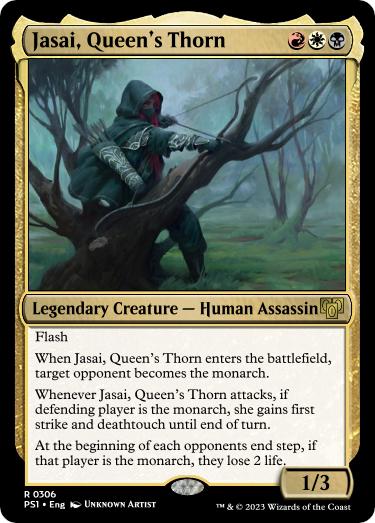 Jasai, Queen's Thorn
Legendary Creature — Human Assassin
Flash
When Jasai, Queen's Thorn enters the battlefield,
target opponent becomes the monarch.
Whenever Jasai, Queen's Thorn attacks, if
defending player is the monarch, she gains first
strike and deathtouch until end of turn.
At the beginning of each opponents end step, if
that player is the monarch, they lose 2 life.
1/3
R 0306
PS1 • Eng Unknown Artist
™ & © 2023 Wizards of the Coast